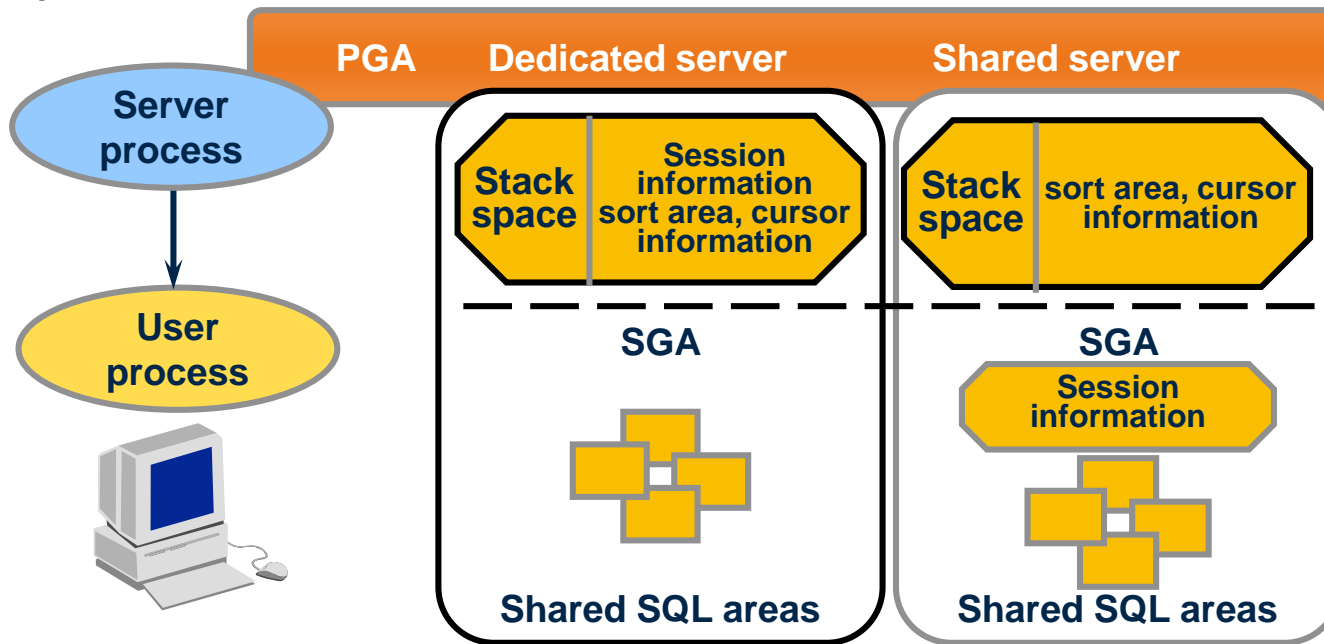 PGA Dedicated server Shared server
Server
process
Stack
space
Session
information
sort area, cursor
information
Stack
space
sort area, cursor
information
User
process
SGA
Shared SQL areas
SGA
Session
information
Shared SQL areas